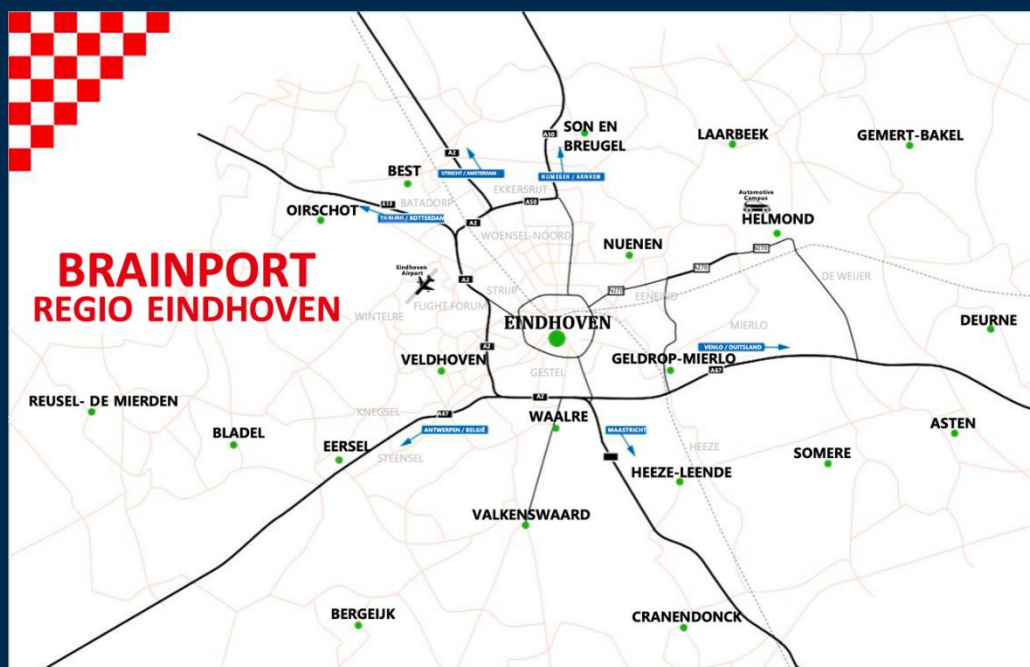 SON EN
BREUGEL
LAARBEEK
GEMERT-BAKEL
A50
A2
BEST
UTRECHT / AMSTERDAM
NIJMEGEN / ARNHEM
EKKERSRIJT
Automotive
Campus
BATADORP
A58
A50
OIRSCHOT
TILBURG / ROTTERDAM
A2
HELMOND
WOENSEL-NOORD
NUENEN
N270
BRAINPORT
REGIO EINDHOVEN
Eindhoven
Airport
N270
DE WEIJER
A2
STRIJP
N270
EENEIND
FLIGHT FORUM
WINTELRE
EINDHOVEN
MIERLO
DEURNE
A2
VENLO / DUITSLAND
VELDHOVEN
GELDROP-MIERLO
GESTEL
A67
REUSEL- DE MIERDEN
A2
KNEGSEL
A67
WAALRE
ASTEN
BLADEL
ANTWERPEN / BELGIË
MAASTRICHT
EERSEL
HEEZE
SOMERE
STEENSEL
HEEZE-LEENDE
VALKENSWAARD
BERGEIJK
CRANENDONCK